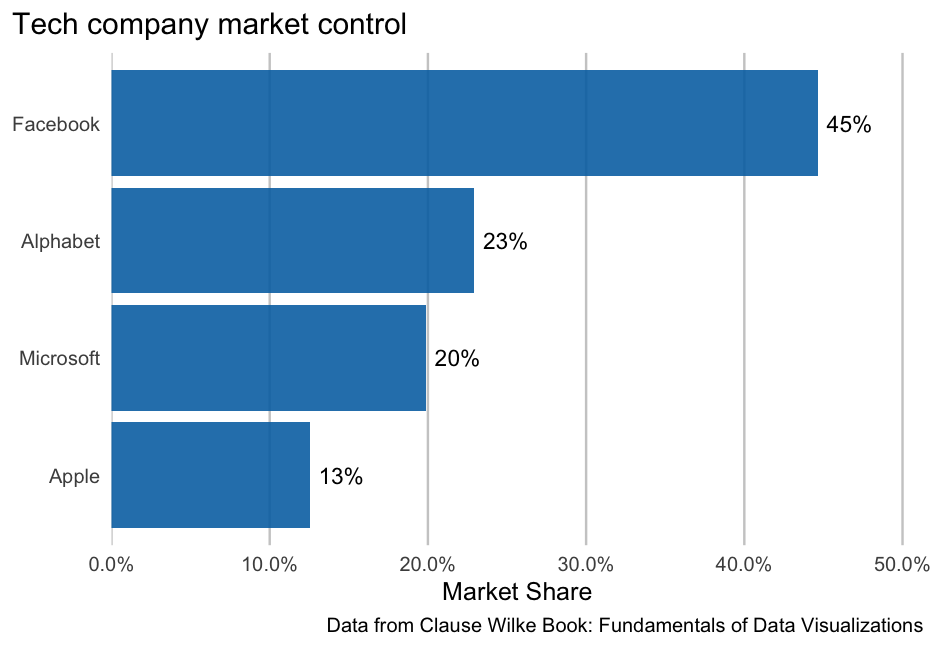 Tech company market control
Facebook
45%
Alphabet
23%
Microsoft
20%
Apple
13%
0.0% 10.0% 20.0% 30.0% 40.0% 50.0%
Market Share
Data from Clause Wilke Book: Fundamentals of Data Visualizations